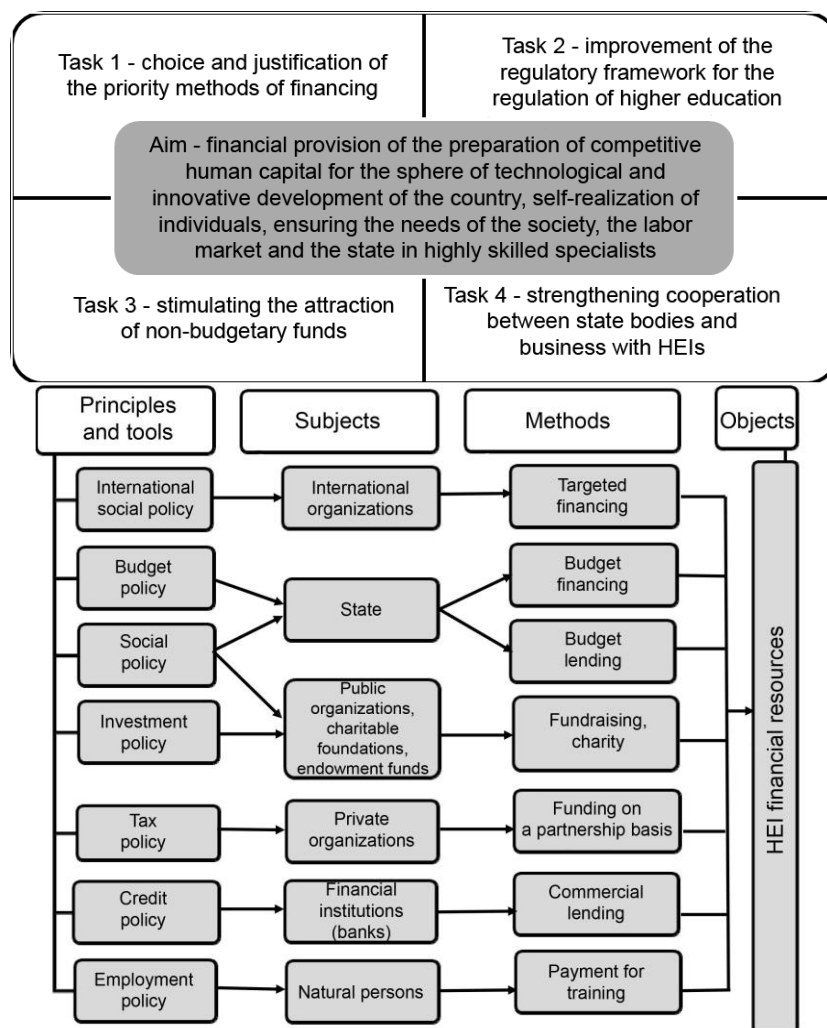 Task 1 - choice and justification of
the priority methods of financing
Task 2 - improvement of the
regulatory framework for the
regulation of higher education
Aim - financial provision of the preparation of competitive
human capital for the sphere of technological and
innovative development of the country, self-realization of
individuals, ensuring the needs of the society, the labor
market and the state in highly skilled specialists
Task 3 - stimulating the attraction
of non-budgetary funds
Task 4 - strengthening cooperation
between state bodies and
business with HEIs
Principles
and tools
Subjects
Methods
Objects
International
social policy
International
organizations
Targeted
financing
Budget
policy
State
Budget
financing
Social
policy
Budget
lending
Investment
policy
Public
organizations,
charitable
foundations,
endowment funds
Fundraising,
charity
Tax
policy
Private
organizations
Funding on
a partnership basis
Credit
policy
Financial
institutions
(banks)
Commercial
lending
Employment
policy
Natural persons
Payment for
training
HEI financial resources